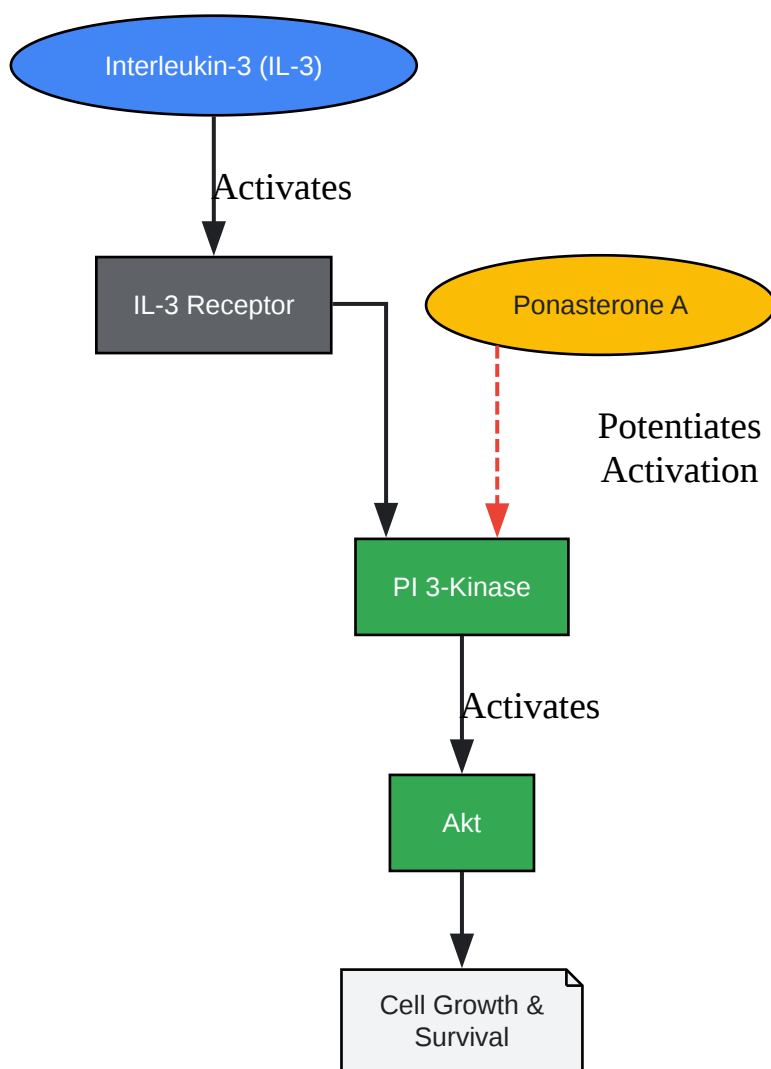 Interleukin-3 (IL-3)
Activates
IL-3 Receptor
Ponasterone A
Potentiates
Activation
PI 3-Kinase
Activates
Akt
Cell Growth &
Survival